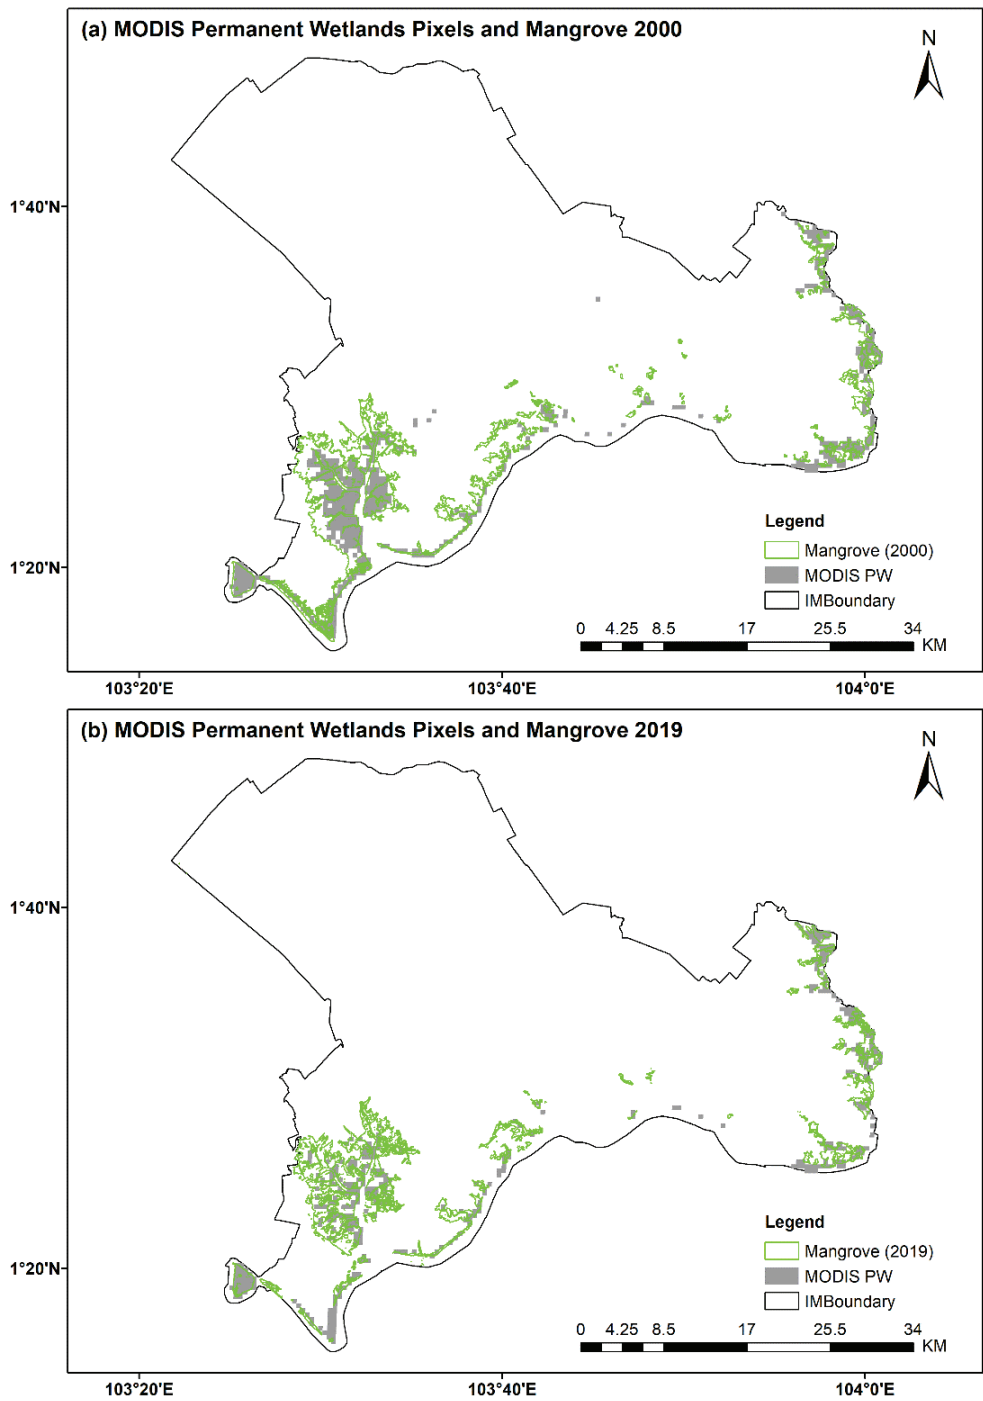 (a) MODIS Permanent Wetlands Pixels and Mangrove 2000
N
1°40'N
1°20'N
Legend
Mangrove (2000)
MODIS PW
IMBoundary
0 4.25 8.5 17 25.5 34
KM
103°20'E 103°40'E 104°0'E
(b) MODIS Permanent Wetlands Pixels and Mangrove 2019
N
1°40'N
1°20'N
Legend
Mangrove (2019)
MODIS PW
IMBoundary
0 4.25 8.5 17 25.5 34
KM
103°20'E 103°40'E 104°0'E